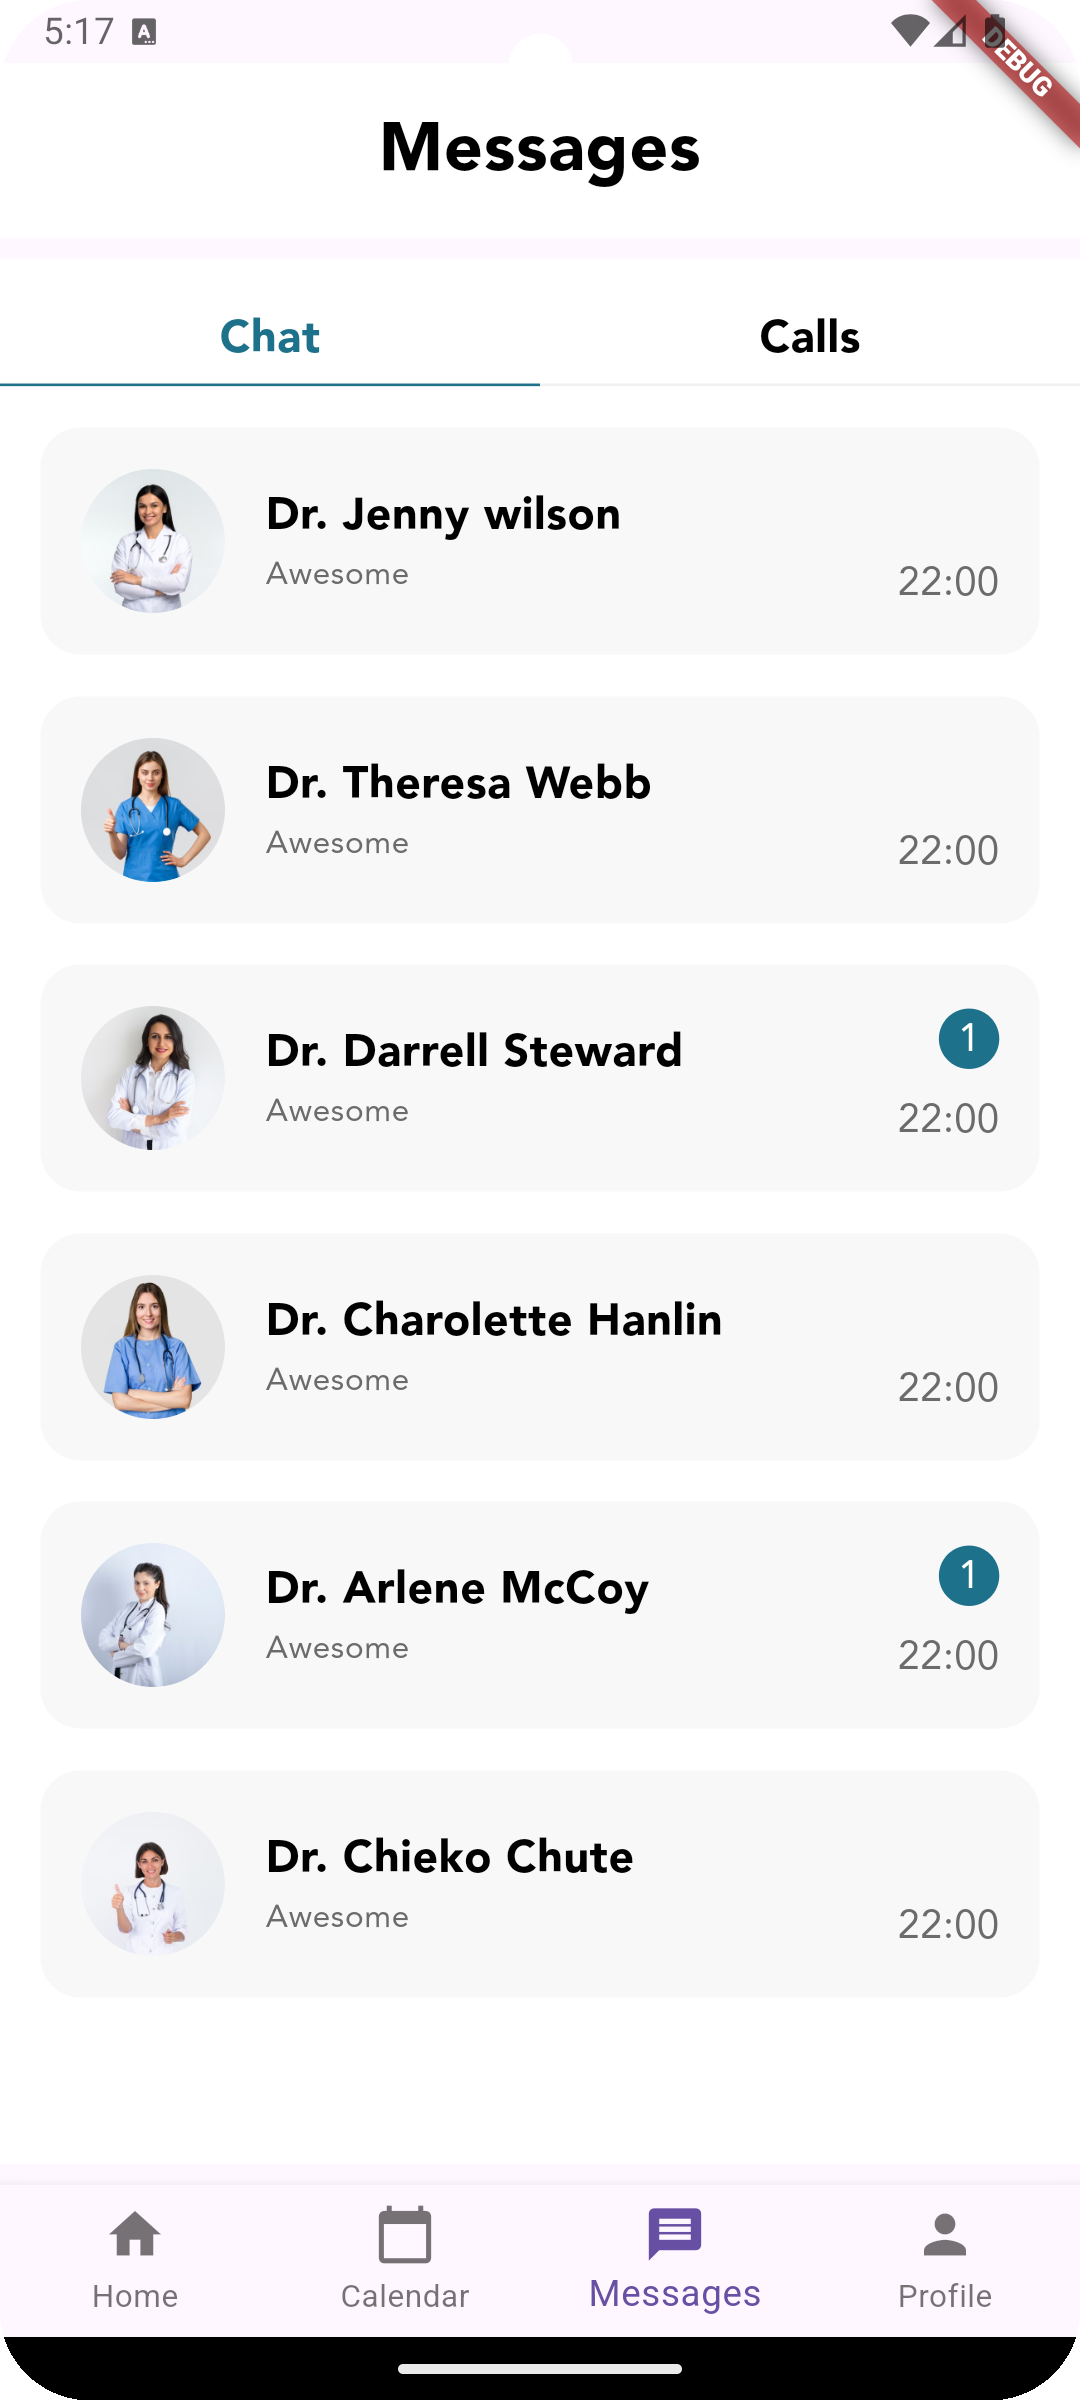 5:17
A
DEBUG
Messages
Chat
Calls
Dr. Jenny wilson
Awesome
22:00
Dr. Theresa Webb
Awesome
22:00
Dr. Darrell Steward
1
Awesome
22:00
Dr. Charolette Hanlin
Awesome
22:00
Dr. Arlene McCoy
1
Awesome
22:00
Dr. Chieko Chute
Awesome
22:00
Home
Calendar
Messages
Profile